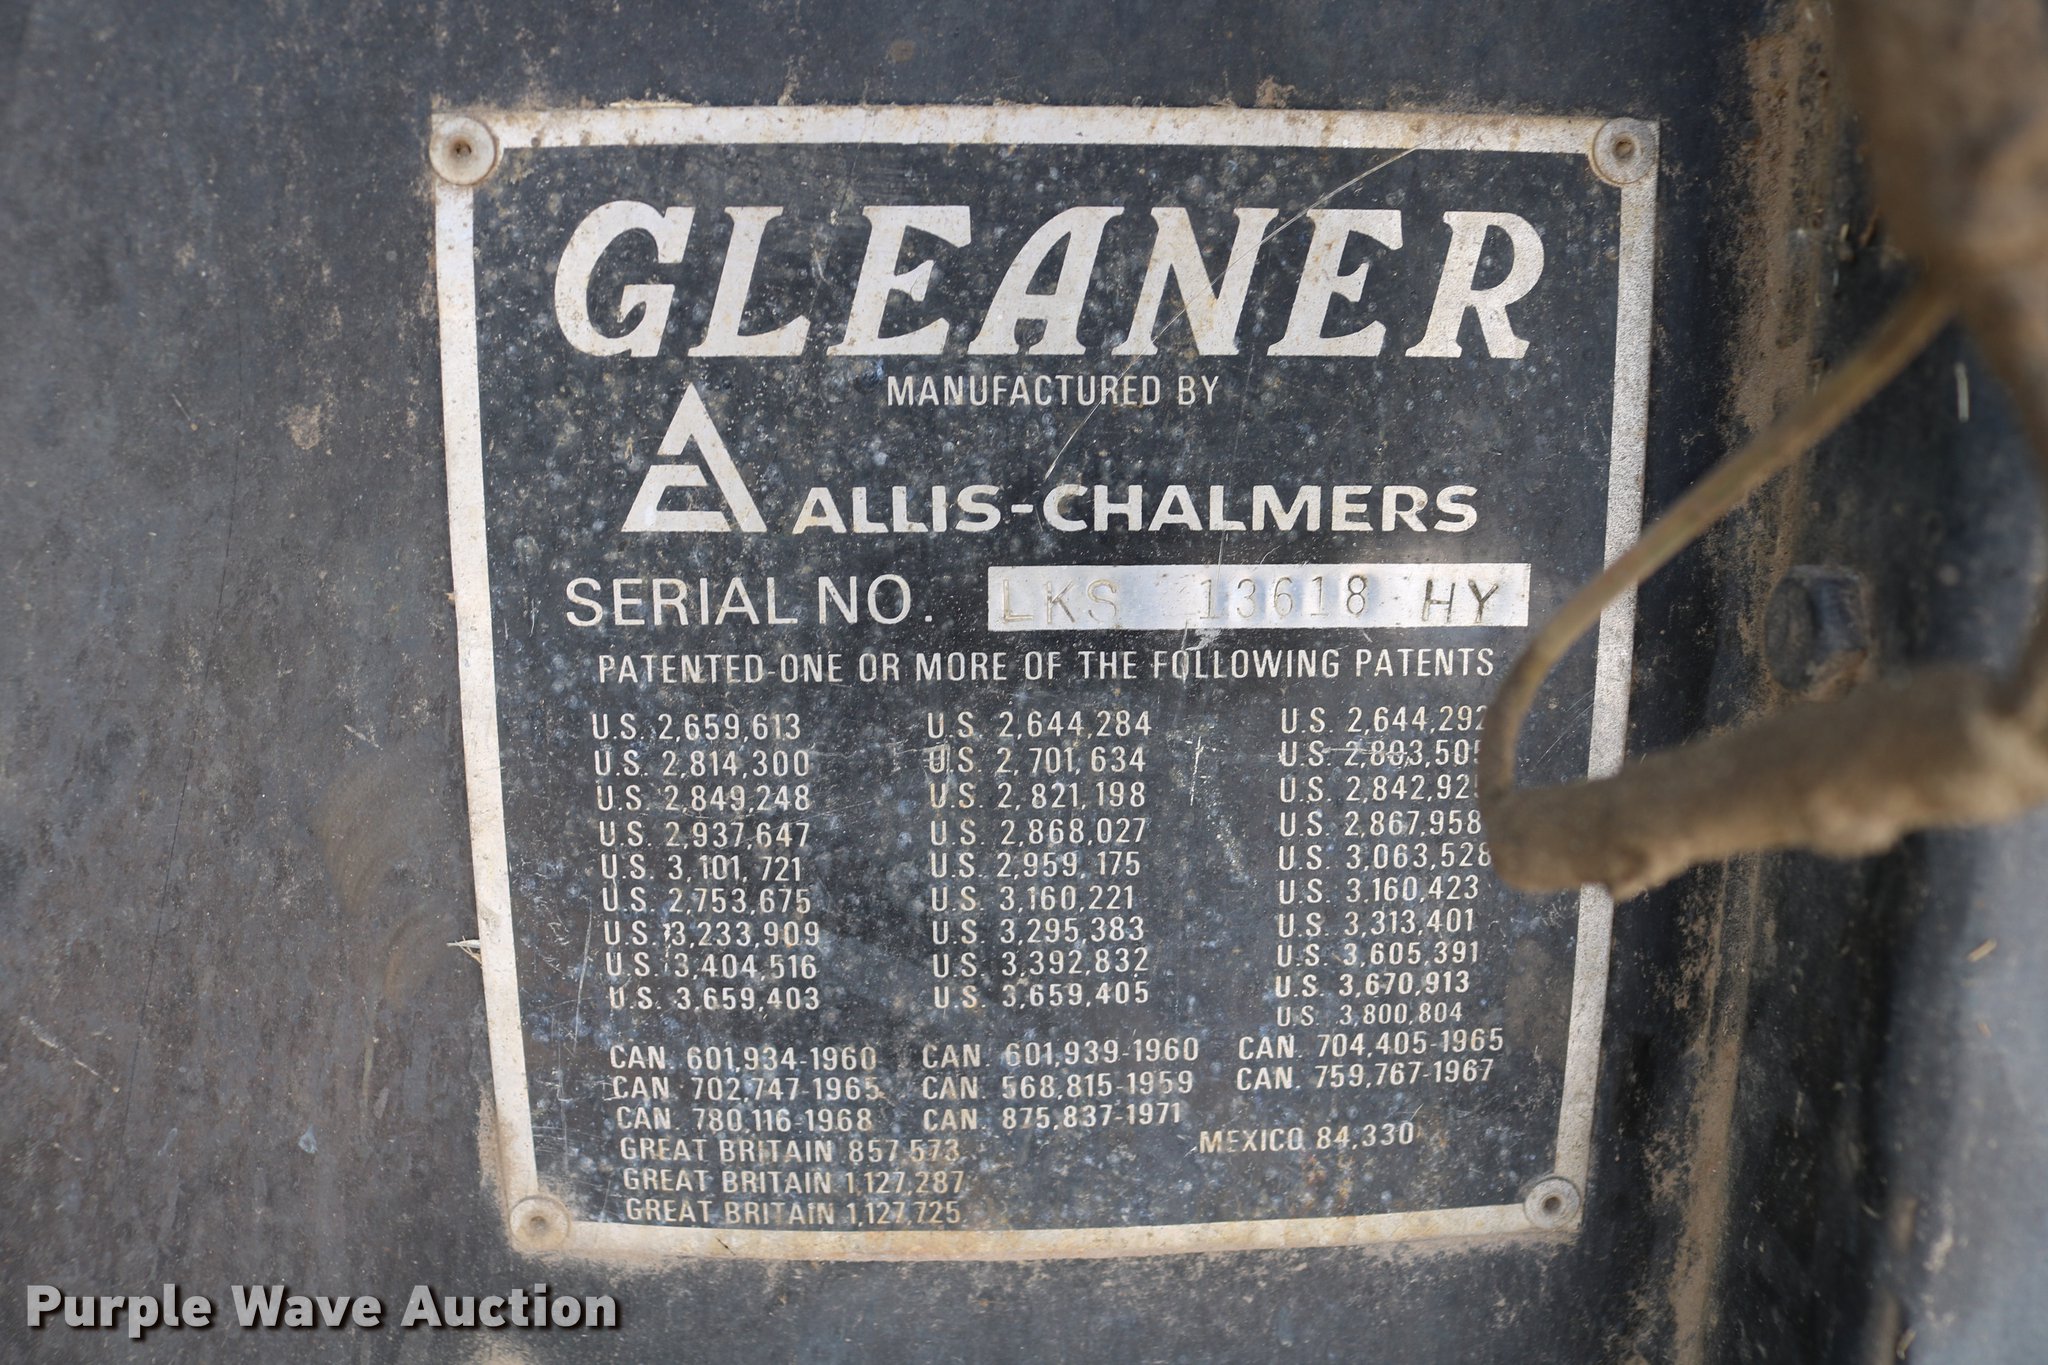 GLEANER
MANUFACTURED BY
ALLIS-CHALMERS
SERIAL NO. LKS 13618 HY
PATENTED-ONE OR MORE OF THE FOLLOWING PATENTS
U.S. 2,659,613 U.S. 2,644,284 U.S. 2,644,292
U.S. 2,814,300 U.S. 2,701,634 U.S. 2,803,505
U.S. 2,849,248 U.S. 2,821,198 U.S. 2,842,925
U.S. 2,937,647 U.S. 2,868,027 U.S. 2,867,958
U.S. 3,101,721 U.S. 2,959,175 U.S. 3,063,528
U.S. 2,753,675 U.S. 3,160,221 U.S. 3,160,423
U.S. 3,233,909 U.S. 3,295,383 U.S. 3,313,401
U.S. 3,404,516 U.S. 3,392,832 U.S. 3,605,391
U.S. 3,659,403 U.S. 3,659,405 U.S. 3,670,913
U.S. 3,800,804
CAN. 601,934-1960 CAN. 601,939-1960 CAN. 704,405-1965
CAN. 702,747-1965 CAN. 568,815-1959 CAN. 759,767-1967
CAN. 780,116-1968 CAN. 875,837-1971
GREAT BRITAIN 857,573 MEXICO 84,330
GREAT BRITAIN 1,127,287
GREAT BRITAIN 1,127,725
Purple Wave Auction